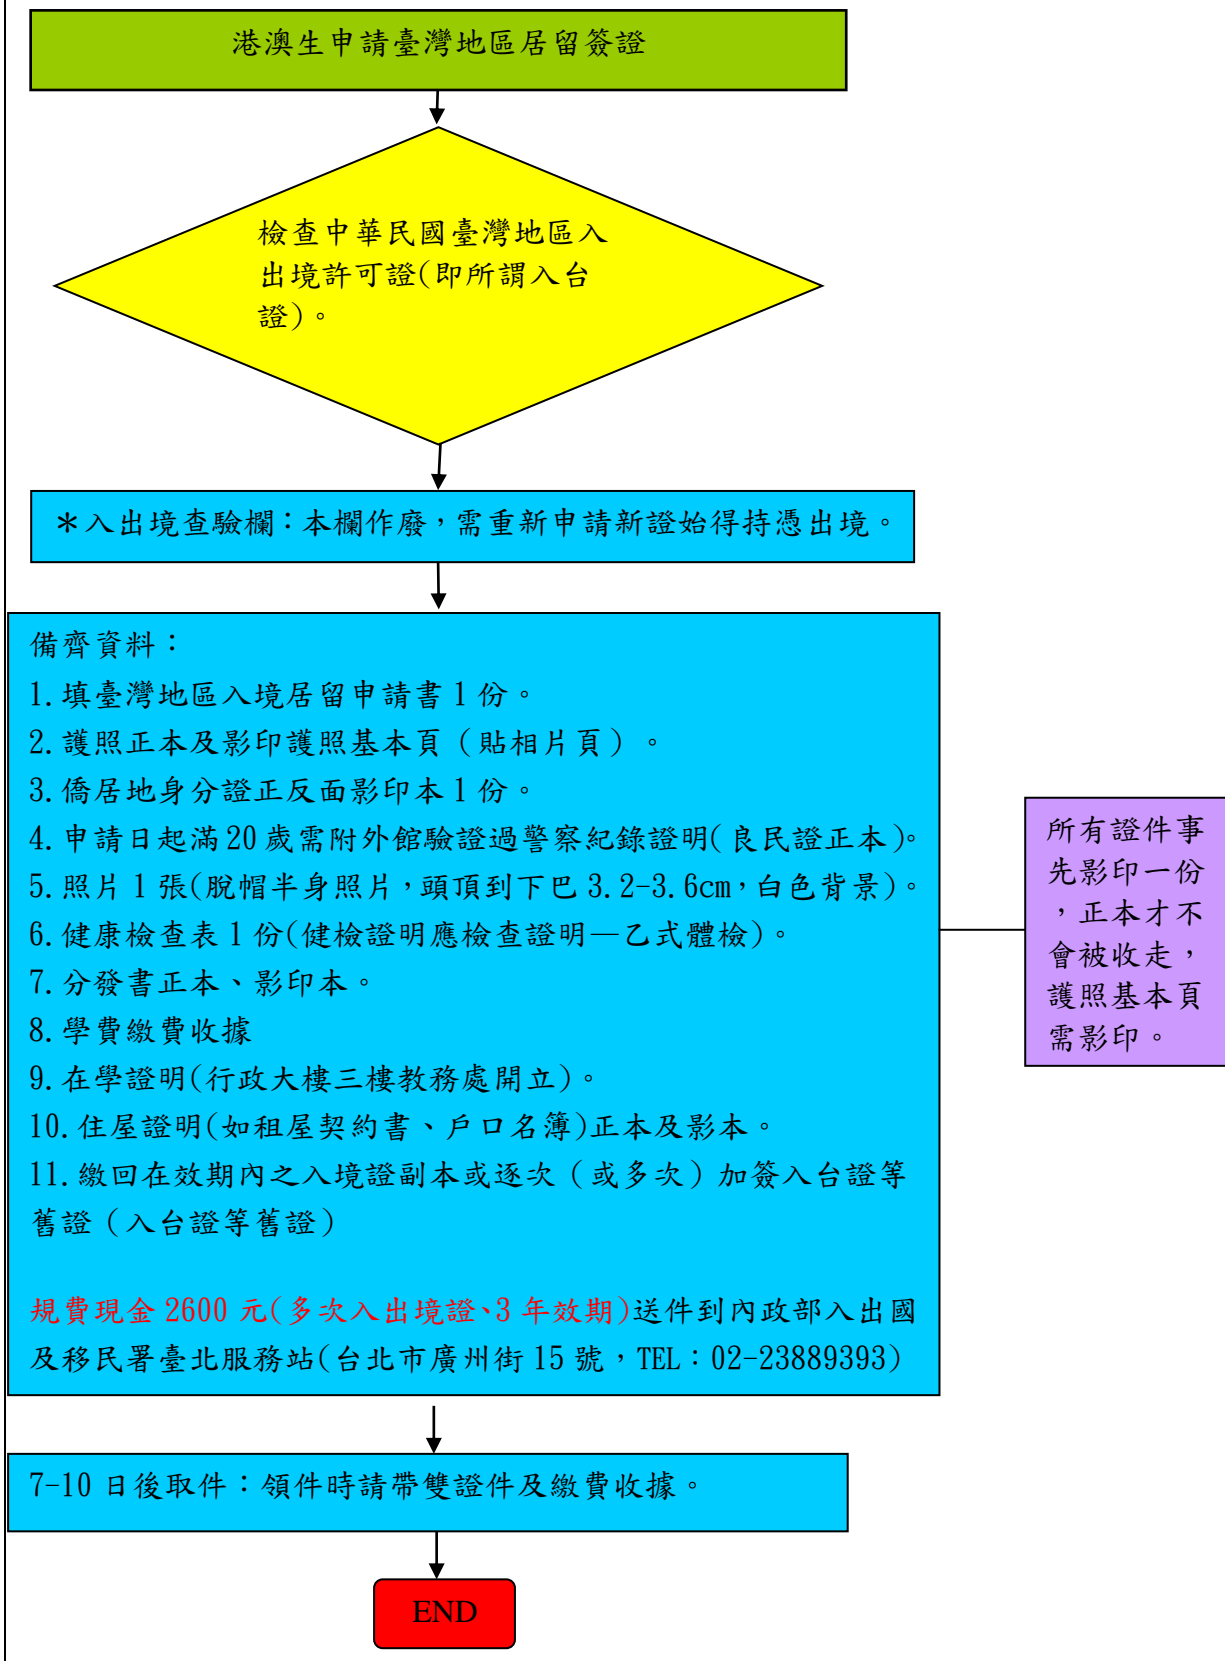 港澳生申請臺灣地區居留簽證
檢查中華民國臺灣地區入
出境許可證(即所謂入台
證)。
＊入出境查驗欄：本欄作廢，需重新申請新證始得持憑出境。
備齊資料：
1.填臺灣地區入境居留申請書1份。
2.護照正本及影印護照基本頁（貼相片頁）。
3.僑居地身分證正反面影印本1份。
4.申請日起滿20歲需附外館驗證過警察紀錄證明(良民證正本)。
5.照片1張(脫帽半身照片，頭頂到下巴3.2-3.6cm，白色背景)。
6.健康檢查表1份(健檢證明應檢查證明—乙式體檢)。
7.分發書正本、影印本。
8.學費繳費收據
9.在學證明(行政大樓三樓教務處開立)。
10.住屋證明(如租屋契約書、戶口名簿)正本及影本。
11.繳回在效期內之入境證副本或逐次（或多次）加簽入台證等
舊證（入台證等舊證）
規費現金2600元(多次入出境證、3年效期)送件到內政部入出國
及移民署臺北服務站(台北市廣州街15號，TEL：02-23889393)
所有證件事
先影印一份
，正本才不
會被收走，
護照基本頁
需影印。
7-10日後取件：領件時請帶雙證件及繳費收據。
END